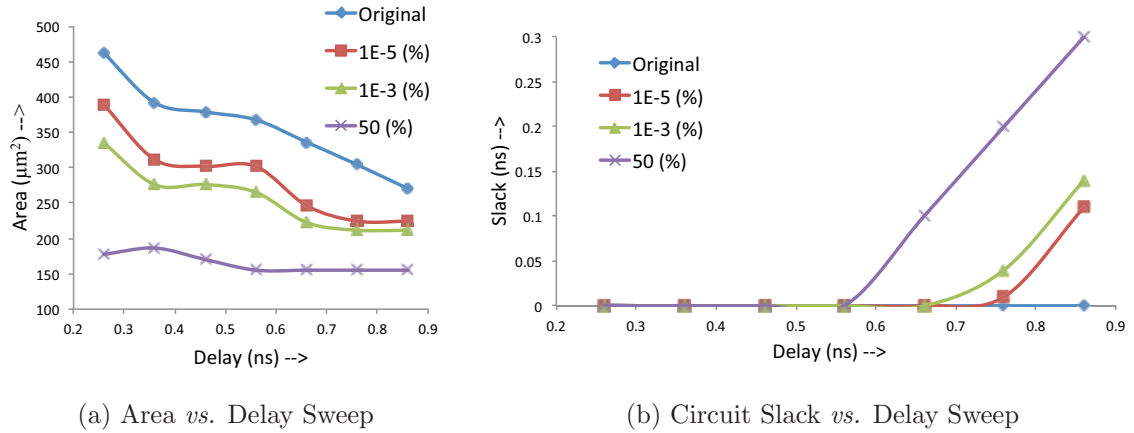 Original
1E-5 (%)
1E-3 (%)
50 (%)
500
450
400
350
300
250
200
150
100
Area (μm²) -->
0.2 0.3 0.4 0.5 0.6 0.7 0.8 0.9
Delay (ns) -->
(a) Area vs. Delay Sweep
Original
1E-5 (%)
1E-3 (%)
50 (%)
0.3
0.25
0.2
0.15
0.1
0.05
0
Slack (ns) -->
0.2 0.3 0.4 0.5 0.6 0.7 0.8 0.9
Delay (ns) -->
(b) Circuit Slack vs. Delay Sweep